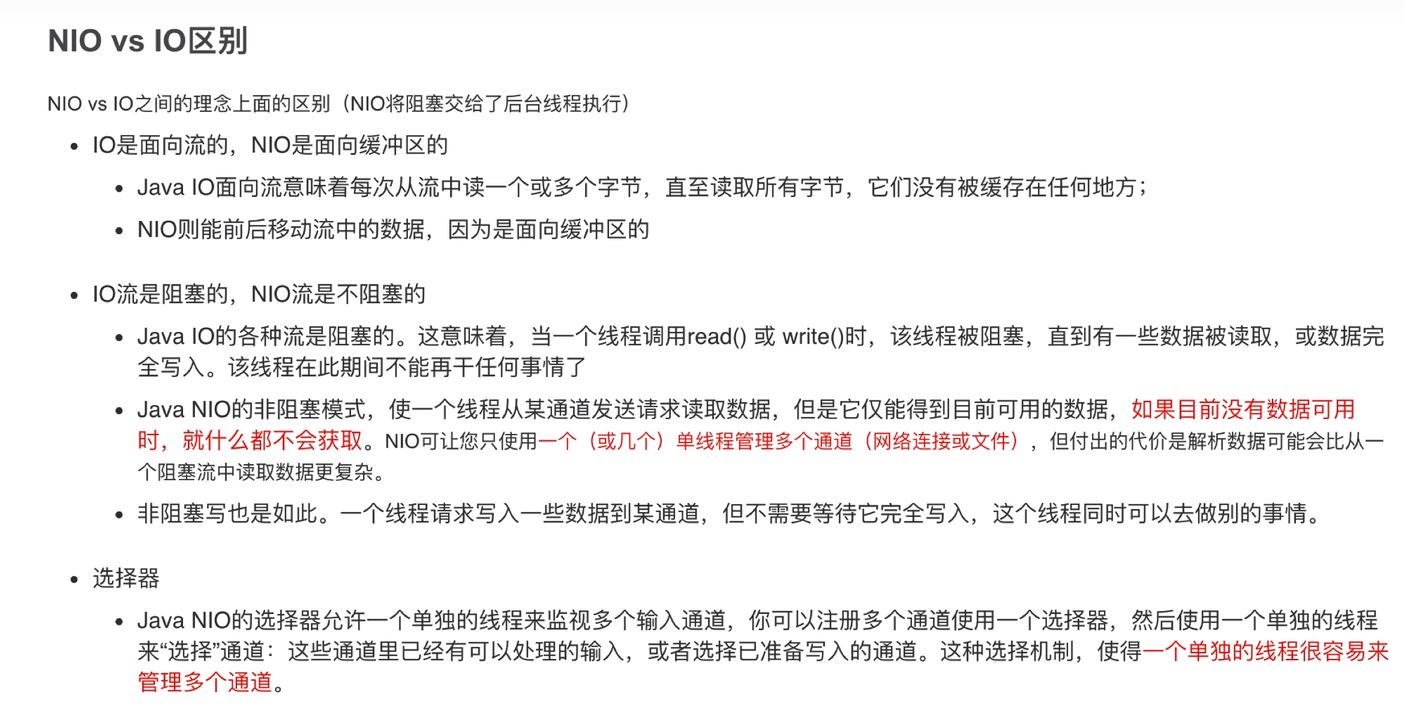 NIO vs IO区别
NIO vs IO之间的理念上面的区别（NIO将阻塞交给了后台线程执行）
• IO是面向流的，NIO是面向缓冲区的
• Java IO面向流意味着每次从流中读一个或多个字节，直至读取所有字节，它们没有被缓存在任何地方；
• NIO则能前后移动流中的数据，因为是面向缓冲区的
• IO流是阻塞的，NIO流是不阻塞的
• Java IO的各种流是阻塞的。这意味着，当一个线程调用read() 或 write()时，该线程被阻塞，直到有一些数据被读取，或数据完
全写入。该线程在此期间不能再干任何事情了
• Java NIO的非阻塞模式，使一个线程从某通道发送请求读取数据，但是它仅能得到目前可用的数据，如果目前没有数据可用
时，就什么都不会获取。NIO可让您只使用一个（或几个）单线程管理多个通道（网络连接或文件），但付出的代价是解析数据可能会比从一
个阻塞流中读取数据更复杂。
• 非阻塞写也是如此。一个线程请求写入一些数据到某通道，但不需要等待它完全写入，这个线程同时可以去做别的事情。
• 选择器
• Java NIO的选择器允许一个单独的线程来监视多个输入通道，你可以注册多个通道使用一个选择器，然后使用一个单独的线程
来“选择”通道：这些通道里已经有可以处理的输入，或者选择已准备写入的通道。这种选择机制，使得一个单独的线程很容易来
管理多个通道。